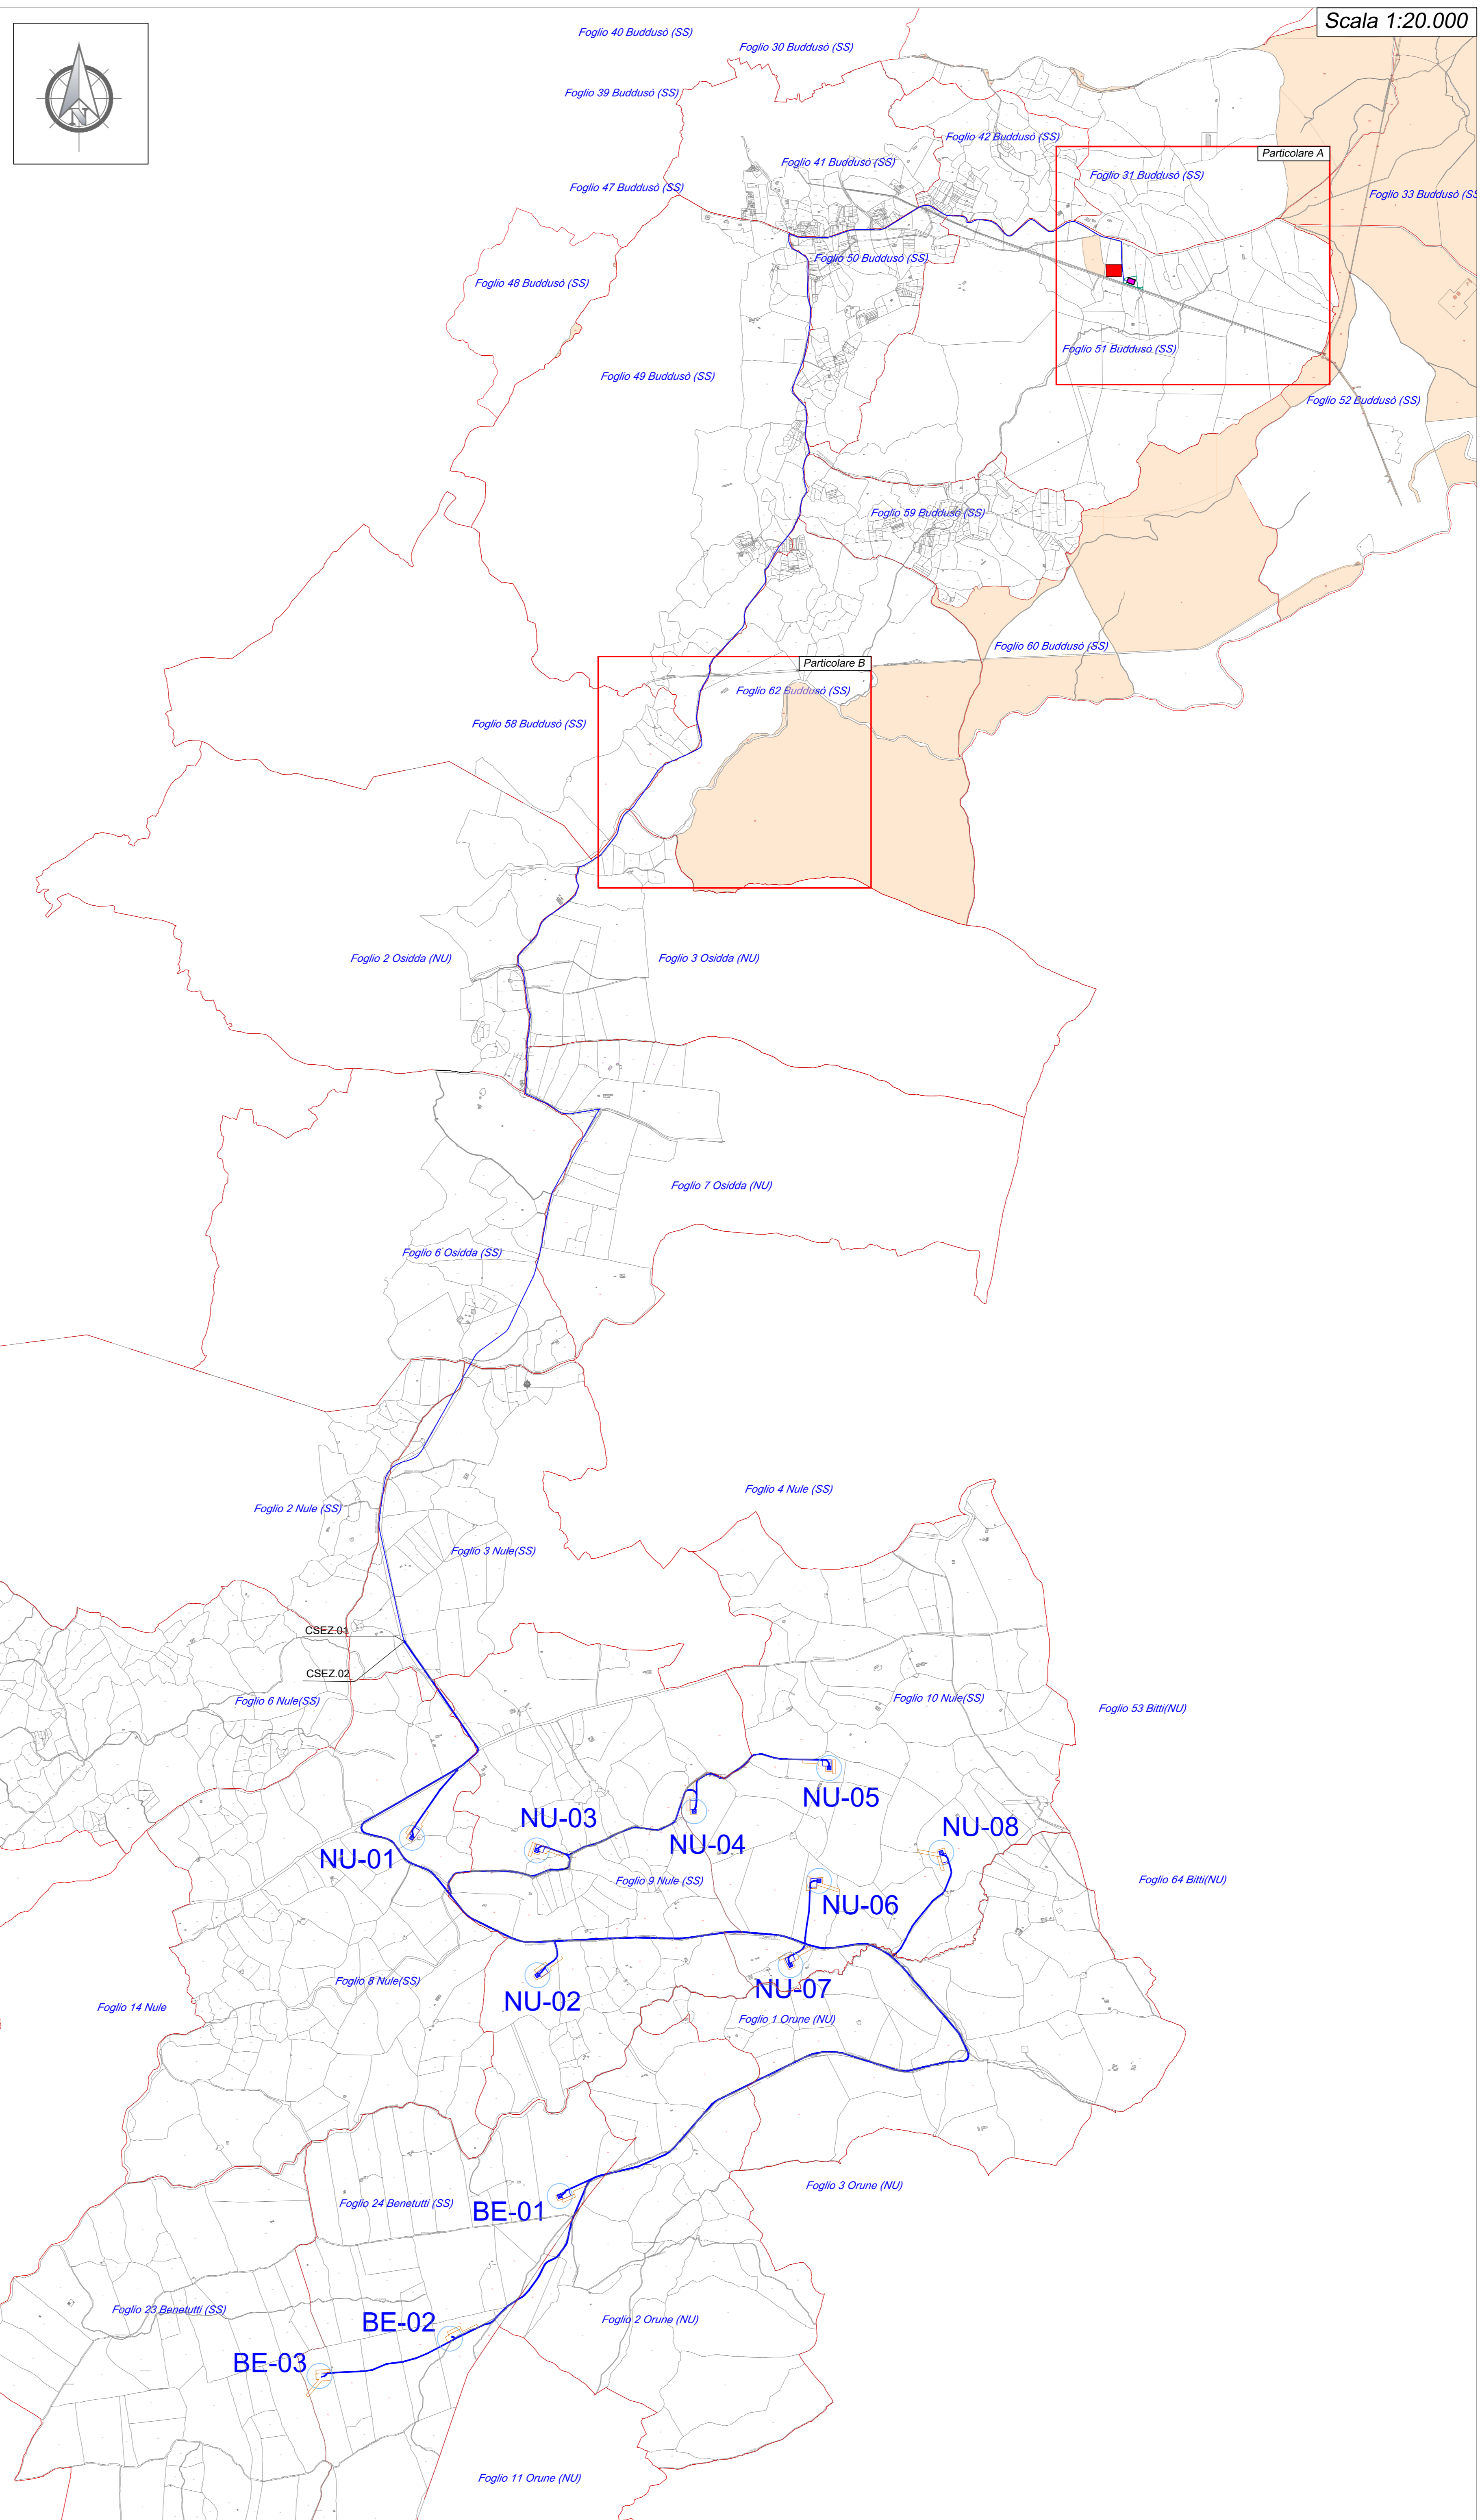 Scala 1:20.000
N
Foglio 40 Buddusò (SS)
Foglio 30 Buddusò (SS)
Foglio 39 Buddusò (SS)
Foglio 42 Buddusò (SS)
Particolare A
Foglio 41 Buddusò (SS)
Foglio 31 Buddusò (SS)
Foglio 47 Buddusò (SS)
Foglio 33 Buddusò (SS
Foglio 50 Buddusò (SS)
Foglio 48 Buddusò (SS)
Foglio 51 Buddusò (SS)
Foglio 49 Buddusò (SS)
Foglio 52 Buddusò (SS)
Foglio 59 Buddusò (SS)
Foglio 60 Buddusò (SS)
Particolare B
Foglio 62 Buddusò (SS)
Foglio 58 Buddusò (SS)
Foglio 2 Osidda (NU)
Foglio 3 Osidda (NU)
Foglio 7 Osidda (NU)
Foglio 6 Osidda (SS)
Foglio 4 Nule (SS)
Foglio 2 Nule (SS)
Foglio 3 Nule(SS)
CSEZ.01
CSEZ.02
Foglio 6 Nule(SS)
Foglio 10 Nule(SS)
Foglio 53 Bitti(NU)
NU-05
NU-03
NU-08
NU-04
NU-01
Foglio 9 Nule (SS)
Foglio 64 Bitti(NU)
NU-06
Foglio 8 Nule(SS)
NU-07
NU-02
Foglio 14 Nule
Foglio 1 Orune (NU)
Foglio 3 Orune (NU)
Foglio 24 Benetutti (SS)
BE-01
Foglio 23 Benetutti (SS)
Foglio 2 Orune (NU)
BE-02
BE-03
Foglio 11 Orune (NU)